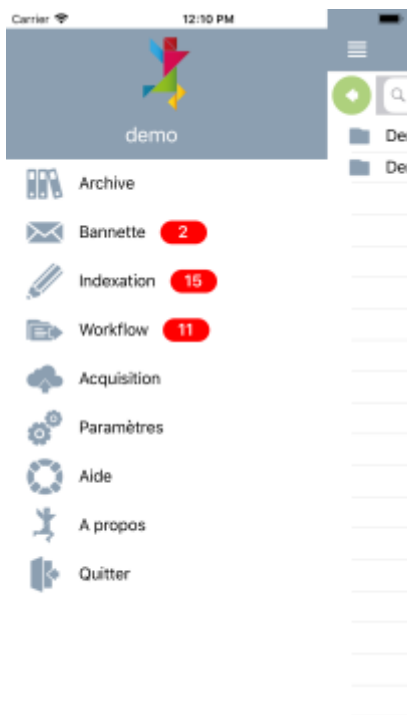 Carrier 12:10 PM
demo
Archive
Bannette 2
Indexation 15
Workflow 11
Acquisition
Paramètres
Aide
A propos
Quitter
De
De